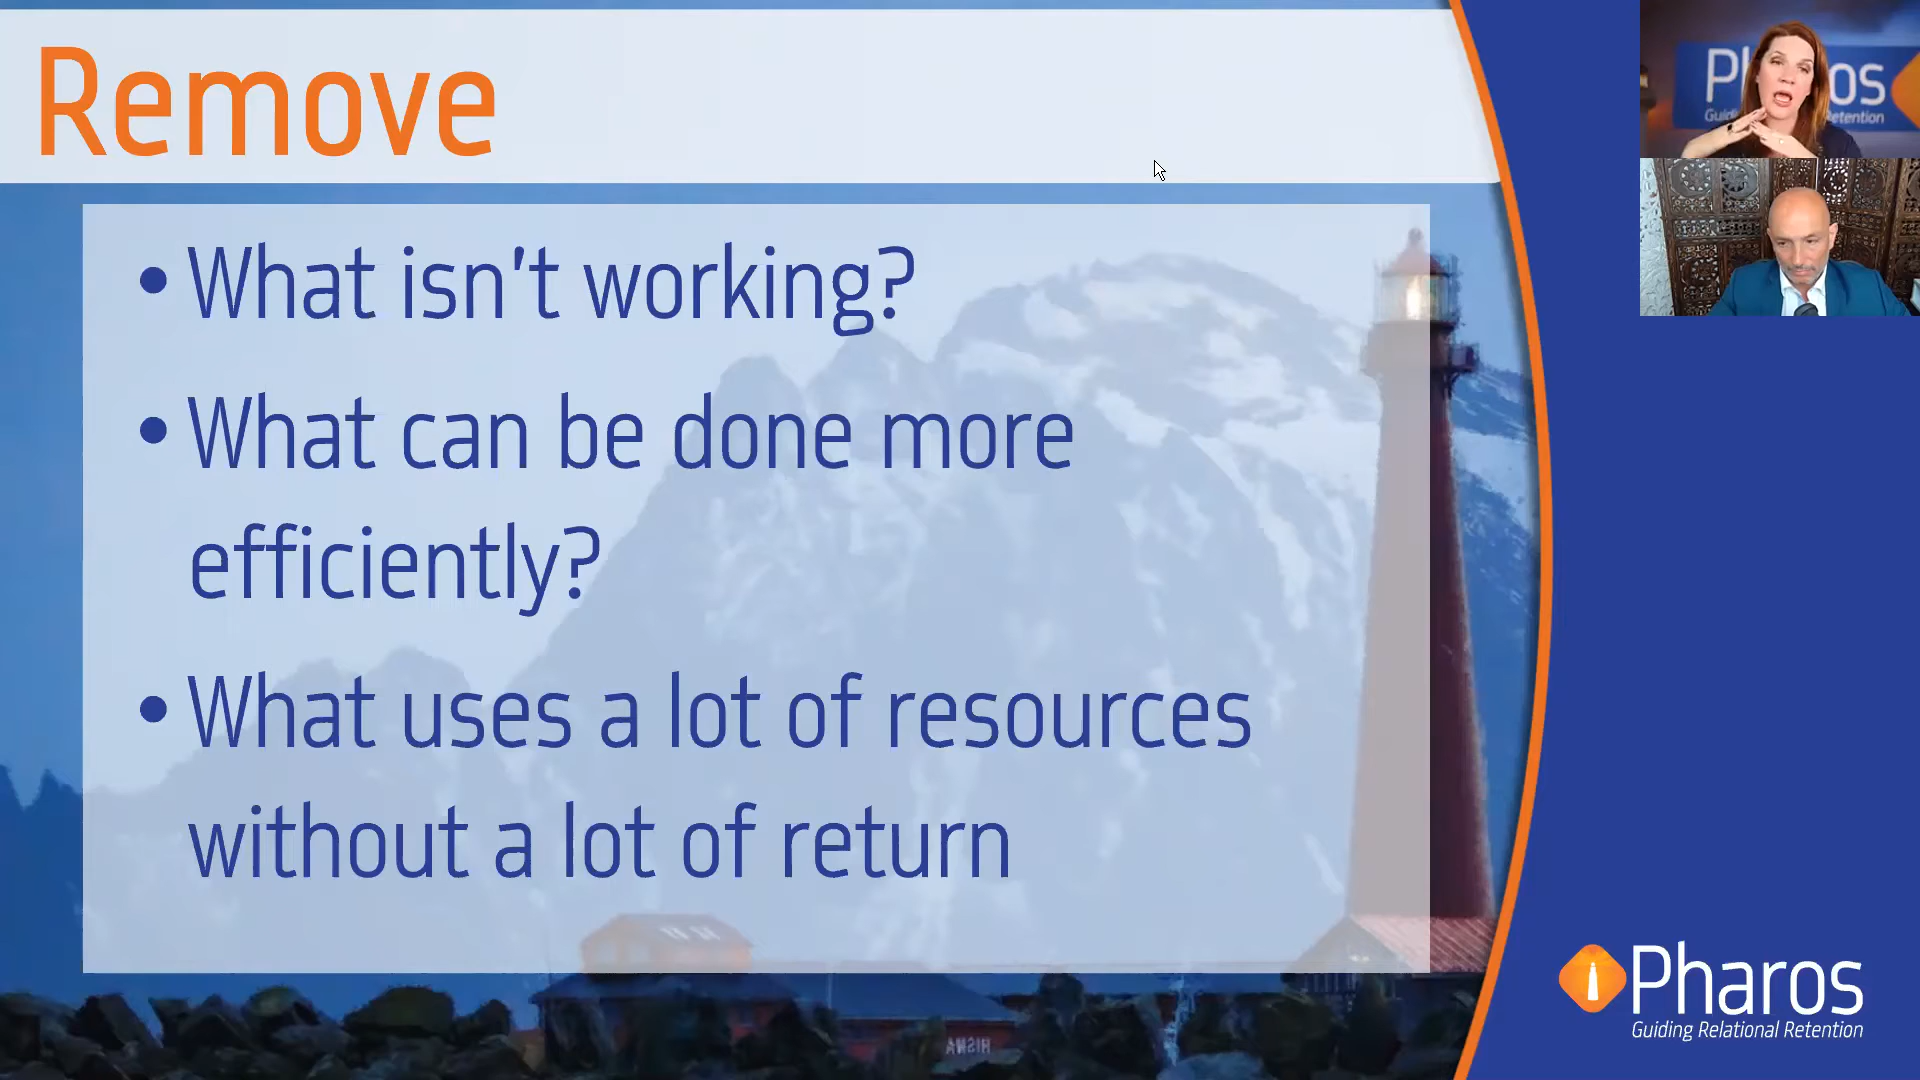 Remove
• What isn't working?
• What can be done more
efficiently?
• What uses a lot of resources
without a lot of return
Pharos
Guiding Relational Retention